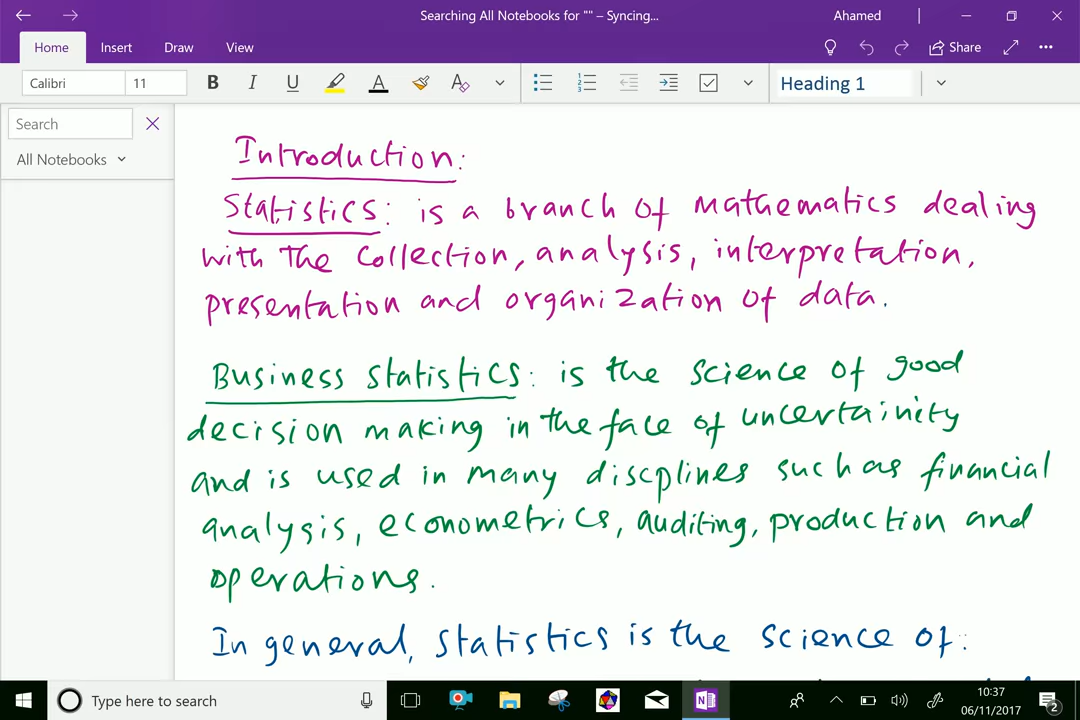 Searching All Notebooks for "" – Syncing...
Ahamed
Home Insert Draw View
Share
Calibri 11 B I U A A Heading 1
Search
All Notebooks
Introduction:
Statistics: is a branch of mathematics dealing
with the collection, analysis, interpretation,
presentation and organization of data.
Business statistics: is the science of good
decision making in the face of uncertainity
and is used in many discplines such as financial
analysis, econometrics, auditing, production and
operations.
In general, statistics is the science of:
Type here to search
10:37
06/11/2017
2